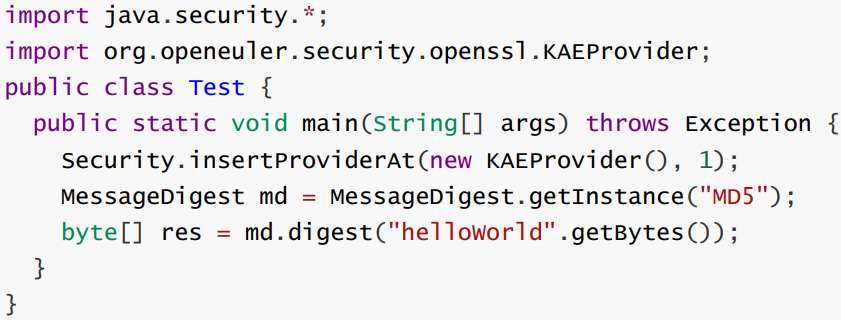 import java.security.*;
import org.openeuler.security.openssl.KAEProvider;
public class Test {
  public static void main(String[] args) throws Exception {
    Security.insertProviderAt(new KAEProvider(), 1);
    MessageDigest md = MessageDigest.getInstance("MD5");
    byte[] res = md.digest("helloWorld".getBytes());
  }
}